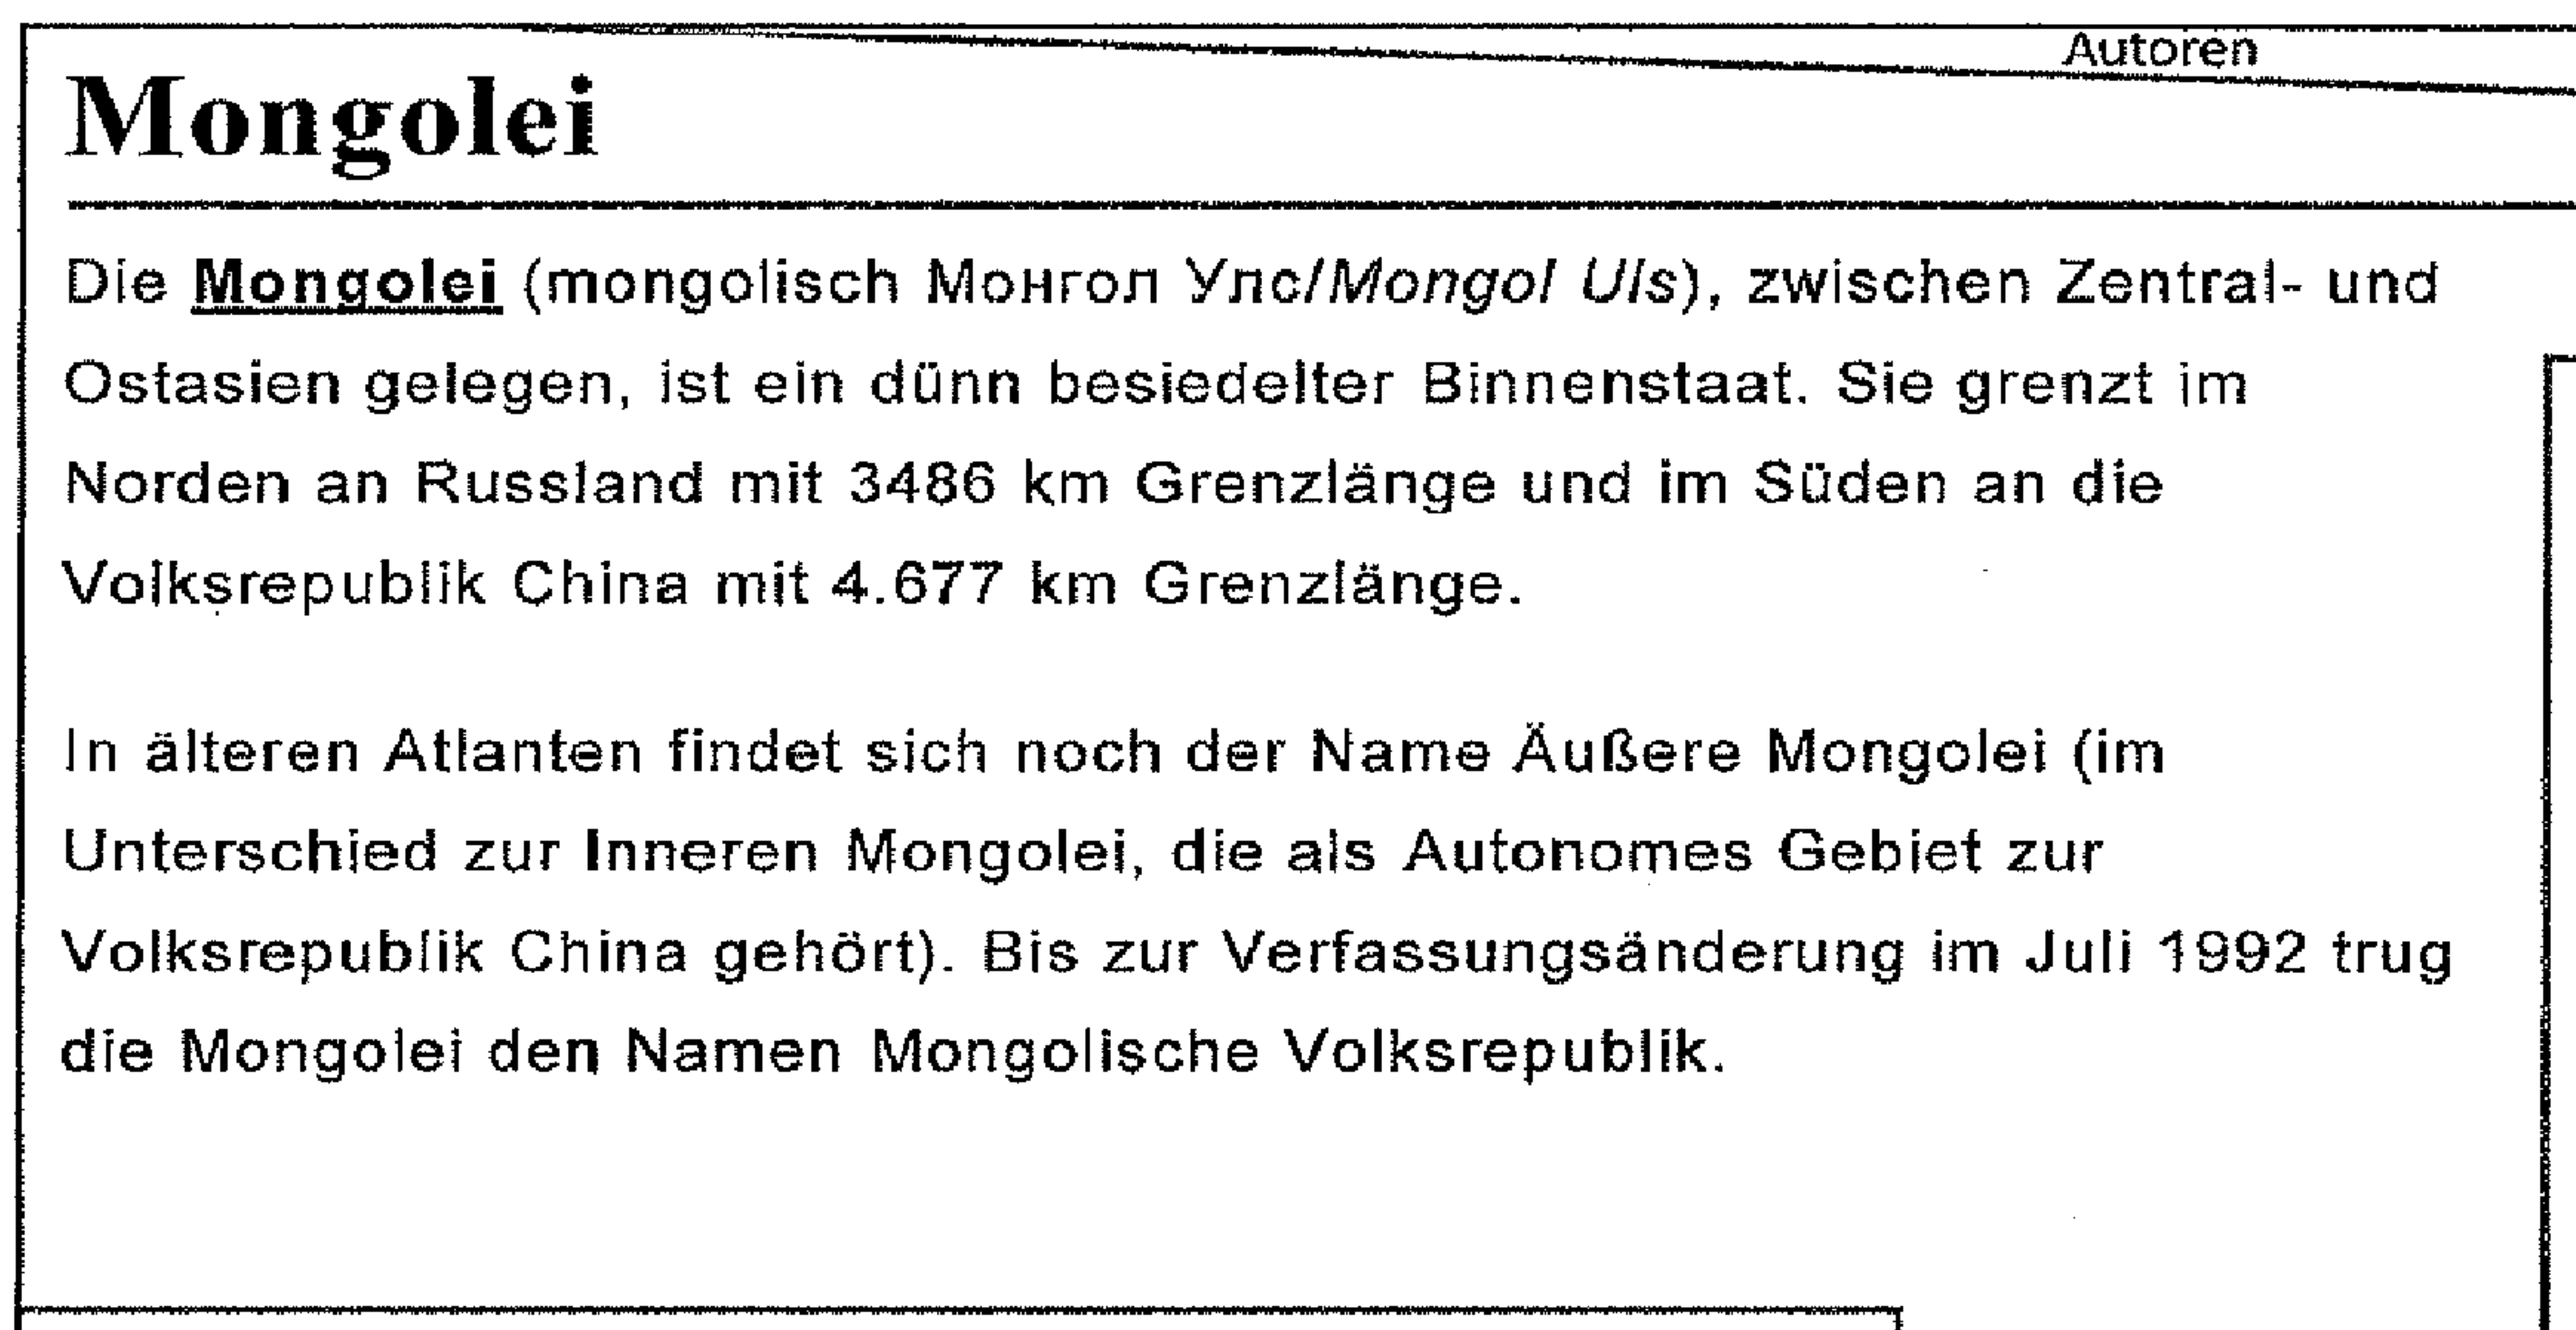 Autoren
Mongolei
Die Mongolei (mongolisch Монгол Улс/Mongol Uls), zwischen Zentral- und
Ostasien gelegen, ist ein dünn besiedelter Binnenstaat. Sie grenzt im
Norden an Russland mit 3486 km Grenzlänge und im Süden an die
Volksrepublik China mit 4.677 km Grenzlänge.
In älteren Atlanten findet sich noch der Name Äußere Mongolei (im
Unterschied zur Inneren Mongolei, die als Autonomes Gebiet zur
Volksrepublik China gehört). Bis zur Verfassungsänderung im Juli 1992 trug
die Mongolei den Namen Mongolische Volksrepublik.